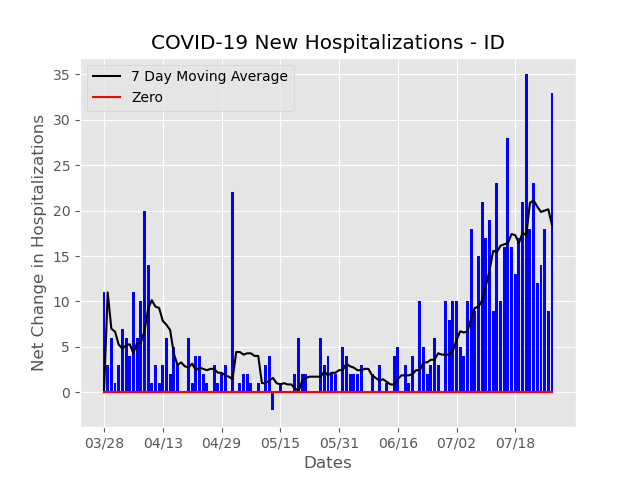 COVID-19 New Hospitalizations - ID
7 Day Moving Average
Zero
Net Change in Hospitalizations
35
30
25
20
15
10
5
0
03/28 04/13 04/29 05/15 05/31 06/16 07/02 07/18
Dates